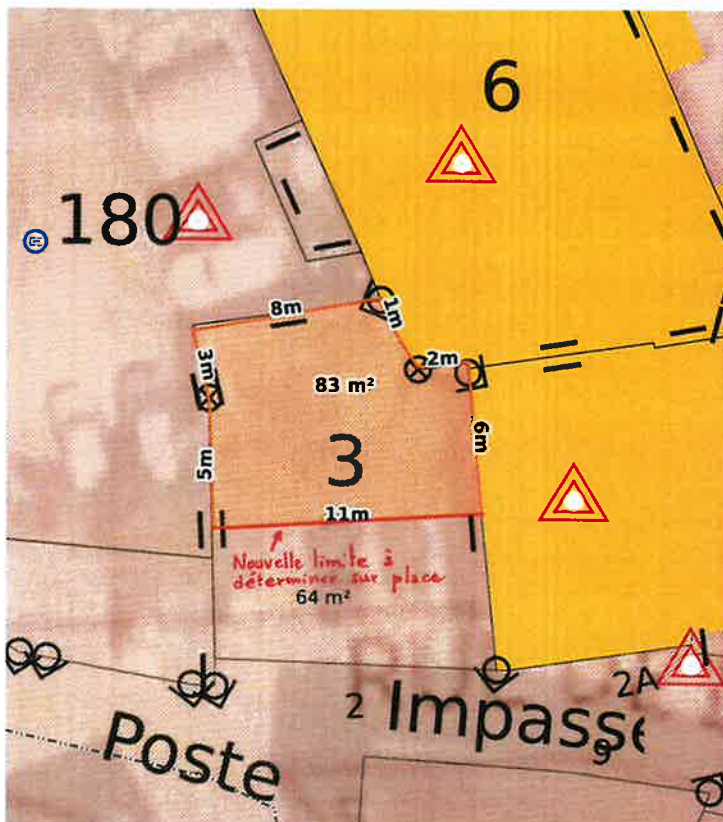 6
180
8m
1m
3m
2m
83 m²
6m
3
5m
11m
Nouvelle limite à
déterminer sur place
64 m²
2A
2 Impasse
9
Poste